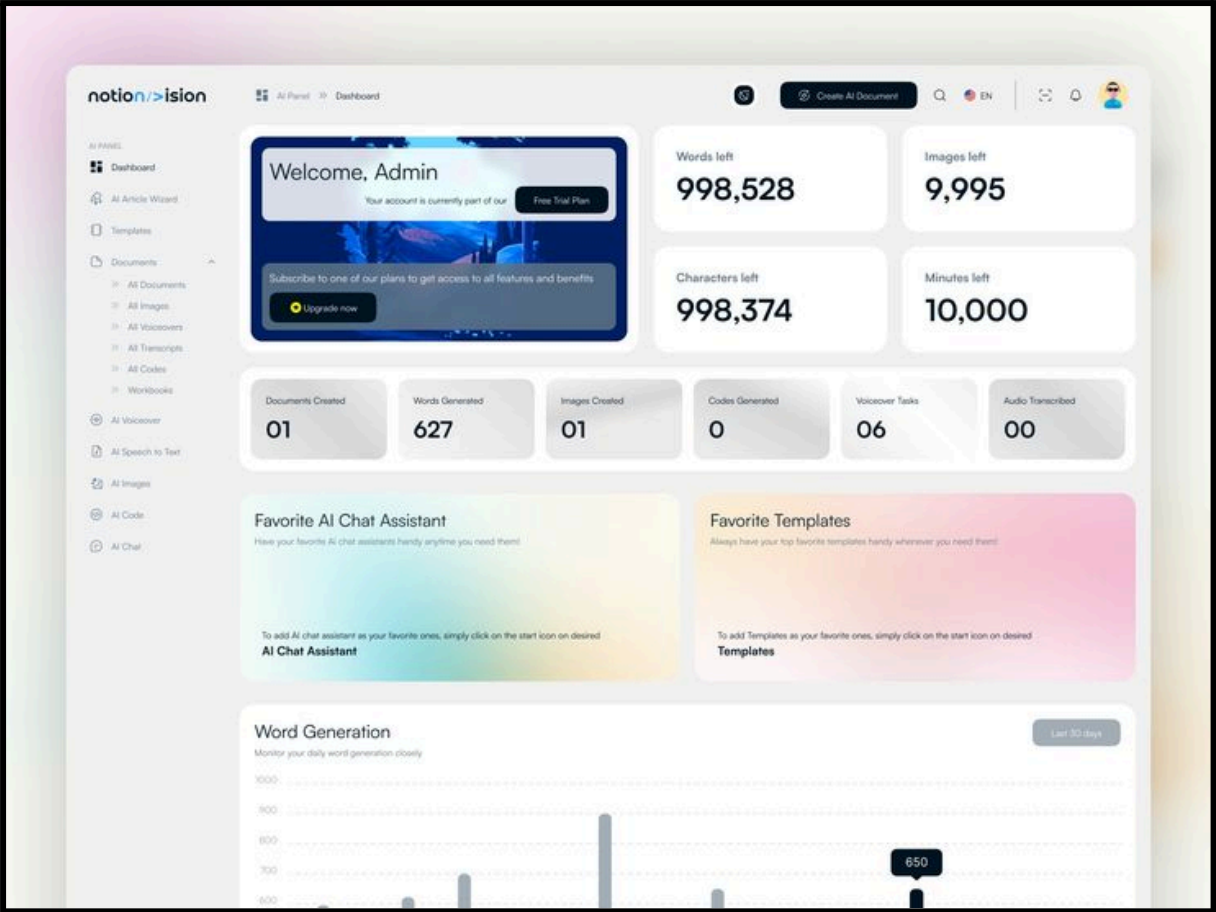 notion/>ision
AI Panel
Dashboard
Create AI Document
EN
AI PANEL
Dashboard
AI Article Wizard
Templates
Documents
All Documents
All Images
All Voiceovers
All Transcripts
All Codes
Workbooks
AI Voiceover
AI Speech to Text
AI Images
AI Code
AI Chat
Welcome, Admin
Your account is currently part of our
Free Trial Plan
Subscribe to one of our plans to get access to all features and benefits
Upgrade now
Words left
998,528
Images left
9,995
Characters left
998,374
Minutes left
10,000
Documents Created
01
Words Generated
627
Images Created
01
Codes Generated
0
Voiceover Tasks
06
Audio Transcribed
00
Favorite AI Chat Assistant
Have your favorite AI chat assistants handy anytime you need them!
To add AI chat assistant as your favorite ones, simply click on the start icon on desired
AI Chat Assistant
Favorite Templates
Always have your top favorite templates handy wherever you need them!
To add Templates as your favorite ones, simply click on the start icon on desired
Templates
Word Generation
Monitor your daily word generation closely
Last 30 days
1000
900
800
700
600
650